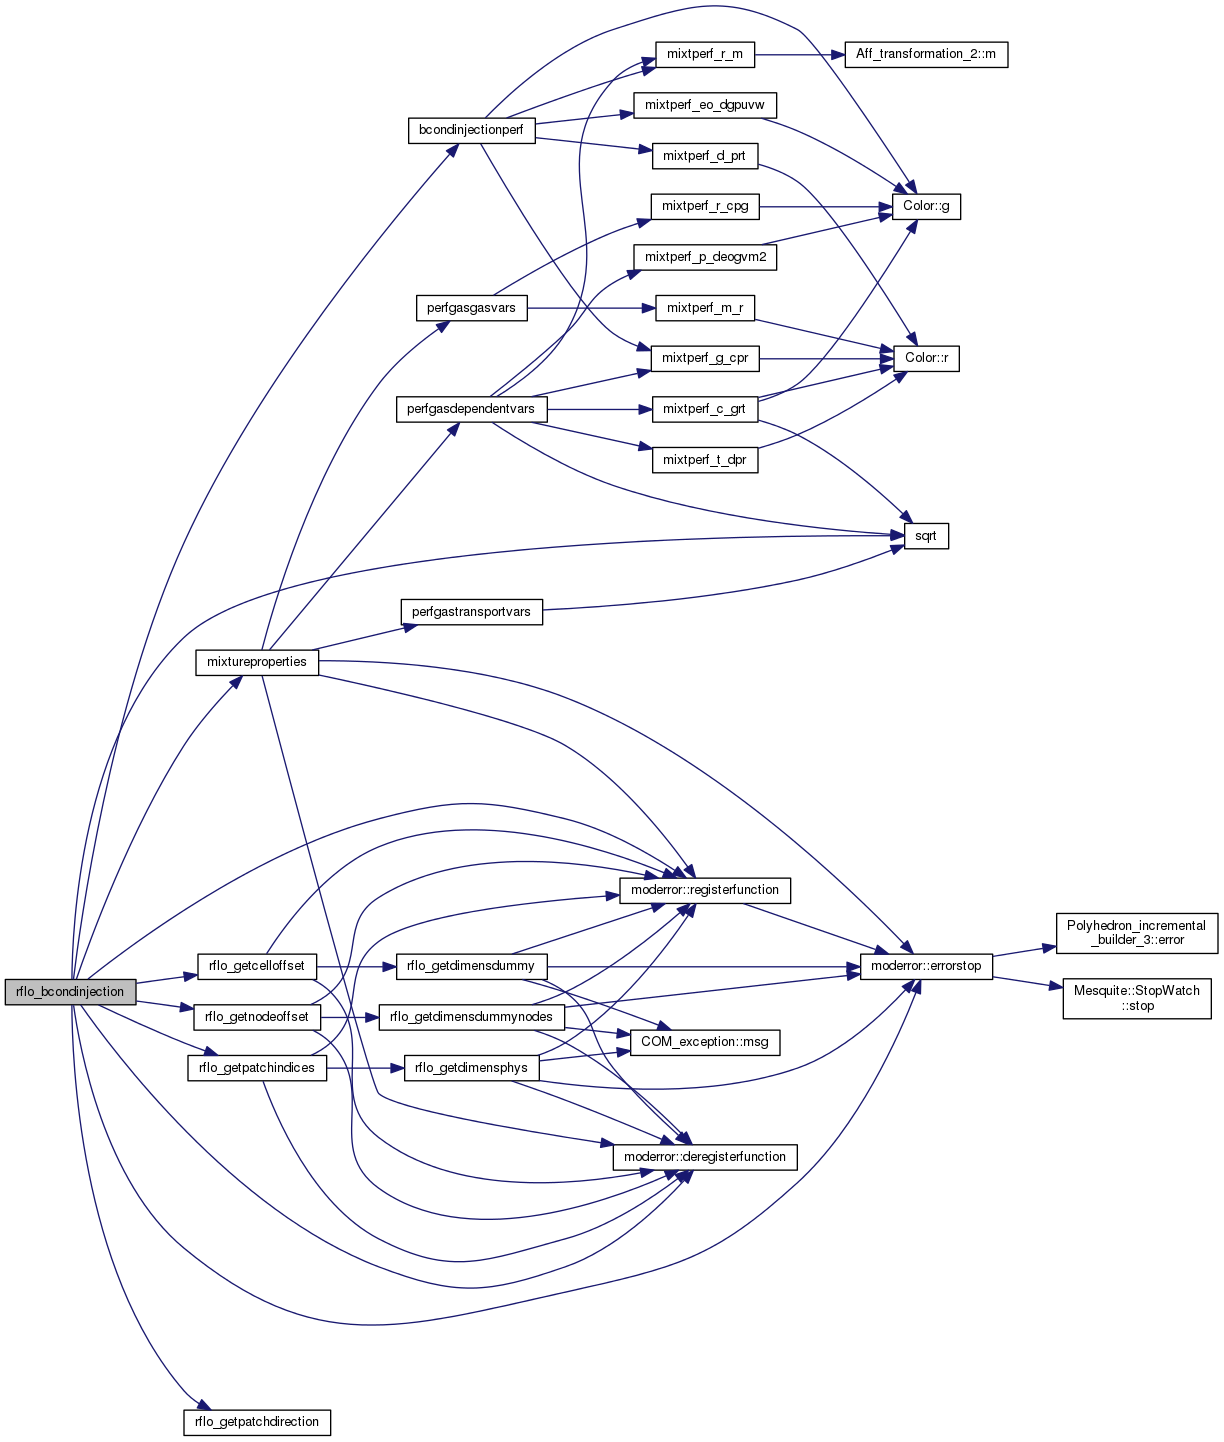 mixtperf_r_m
Aff_transformation_2::m
mixtperf_eo_dgpuvw
bcondinjectionperf
mixtperf_d_prt
mixtperf_r_cpg
Color::g
mixtperf_p_deogvm2
perfgasgasvars
mixtperf_m_r
mixtperf_g_cpr
Color::r
perfgasdependentvars
mixtperf_c_grt
mixtperf_t_dpr
sqrt
perfgastransportvars
mixtureproperties
moderror::registerfunction
Polyhedron_incremental
_builder_3::error
rflo_getcelloffset
rflo_getdimensdummy
moderror::errorstop
rflo_bcondinjection
Mesquite::StopWatch
::stop
rflo_getnodeoffset
rflo_getdimensdummynodes
COM_exception::msg
rflo_getpatchindices
rflo_getdimensphys
moderror::deregisterfunction
rflo_getpatchdirection